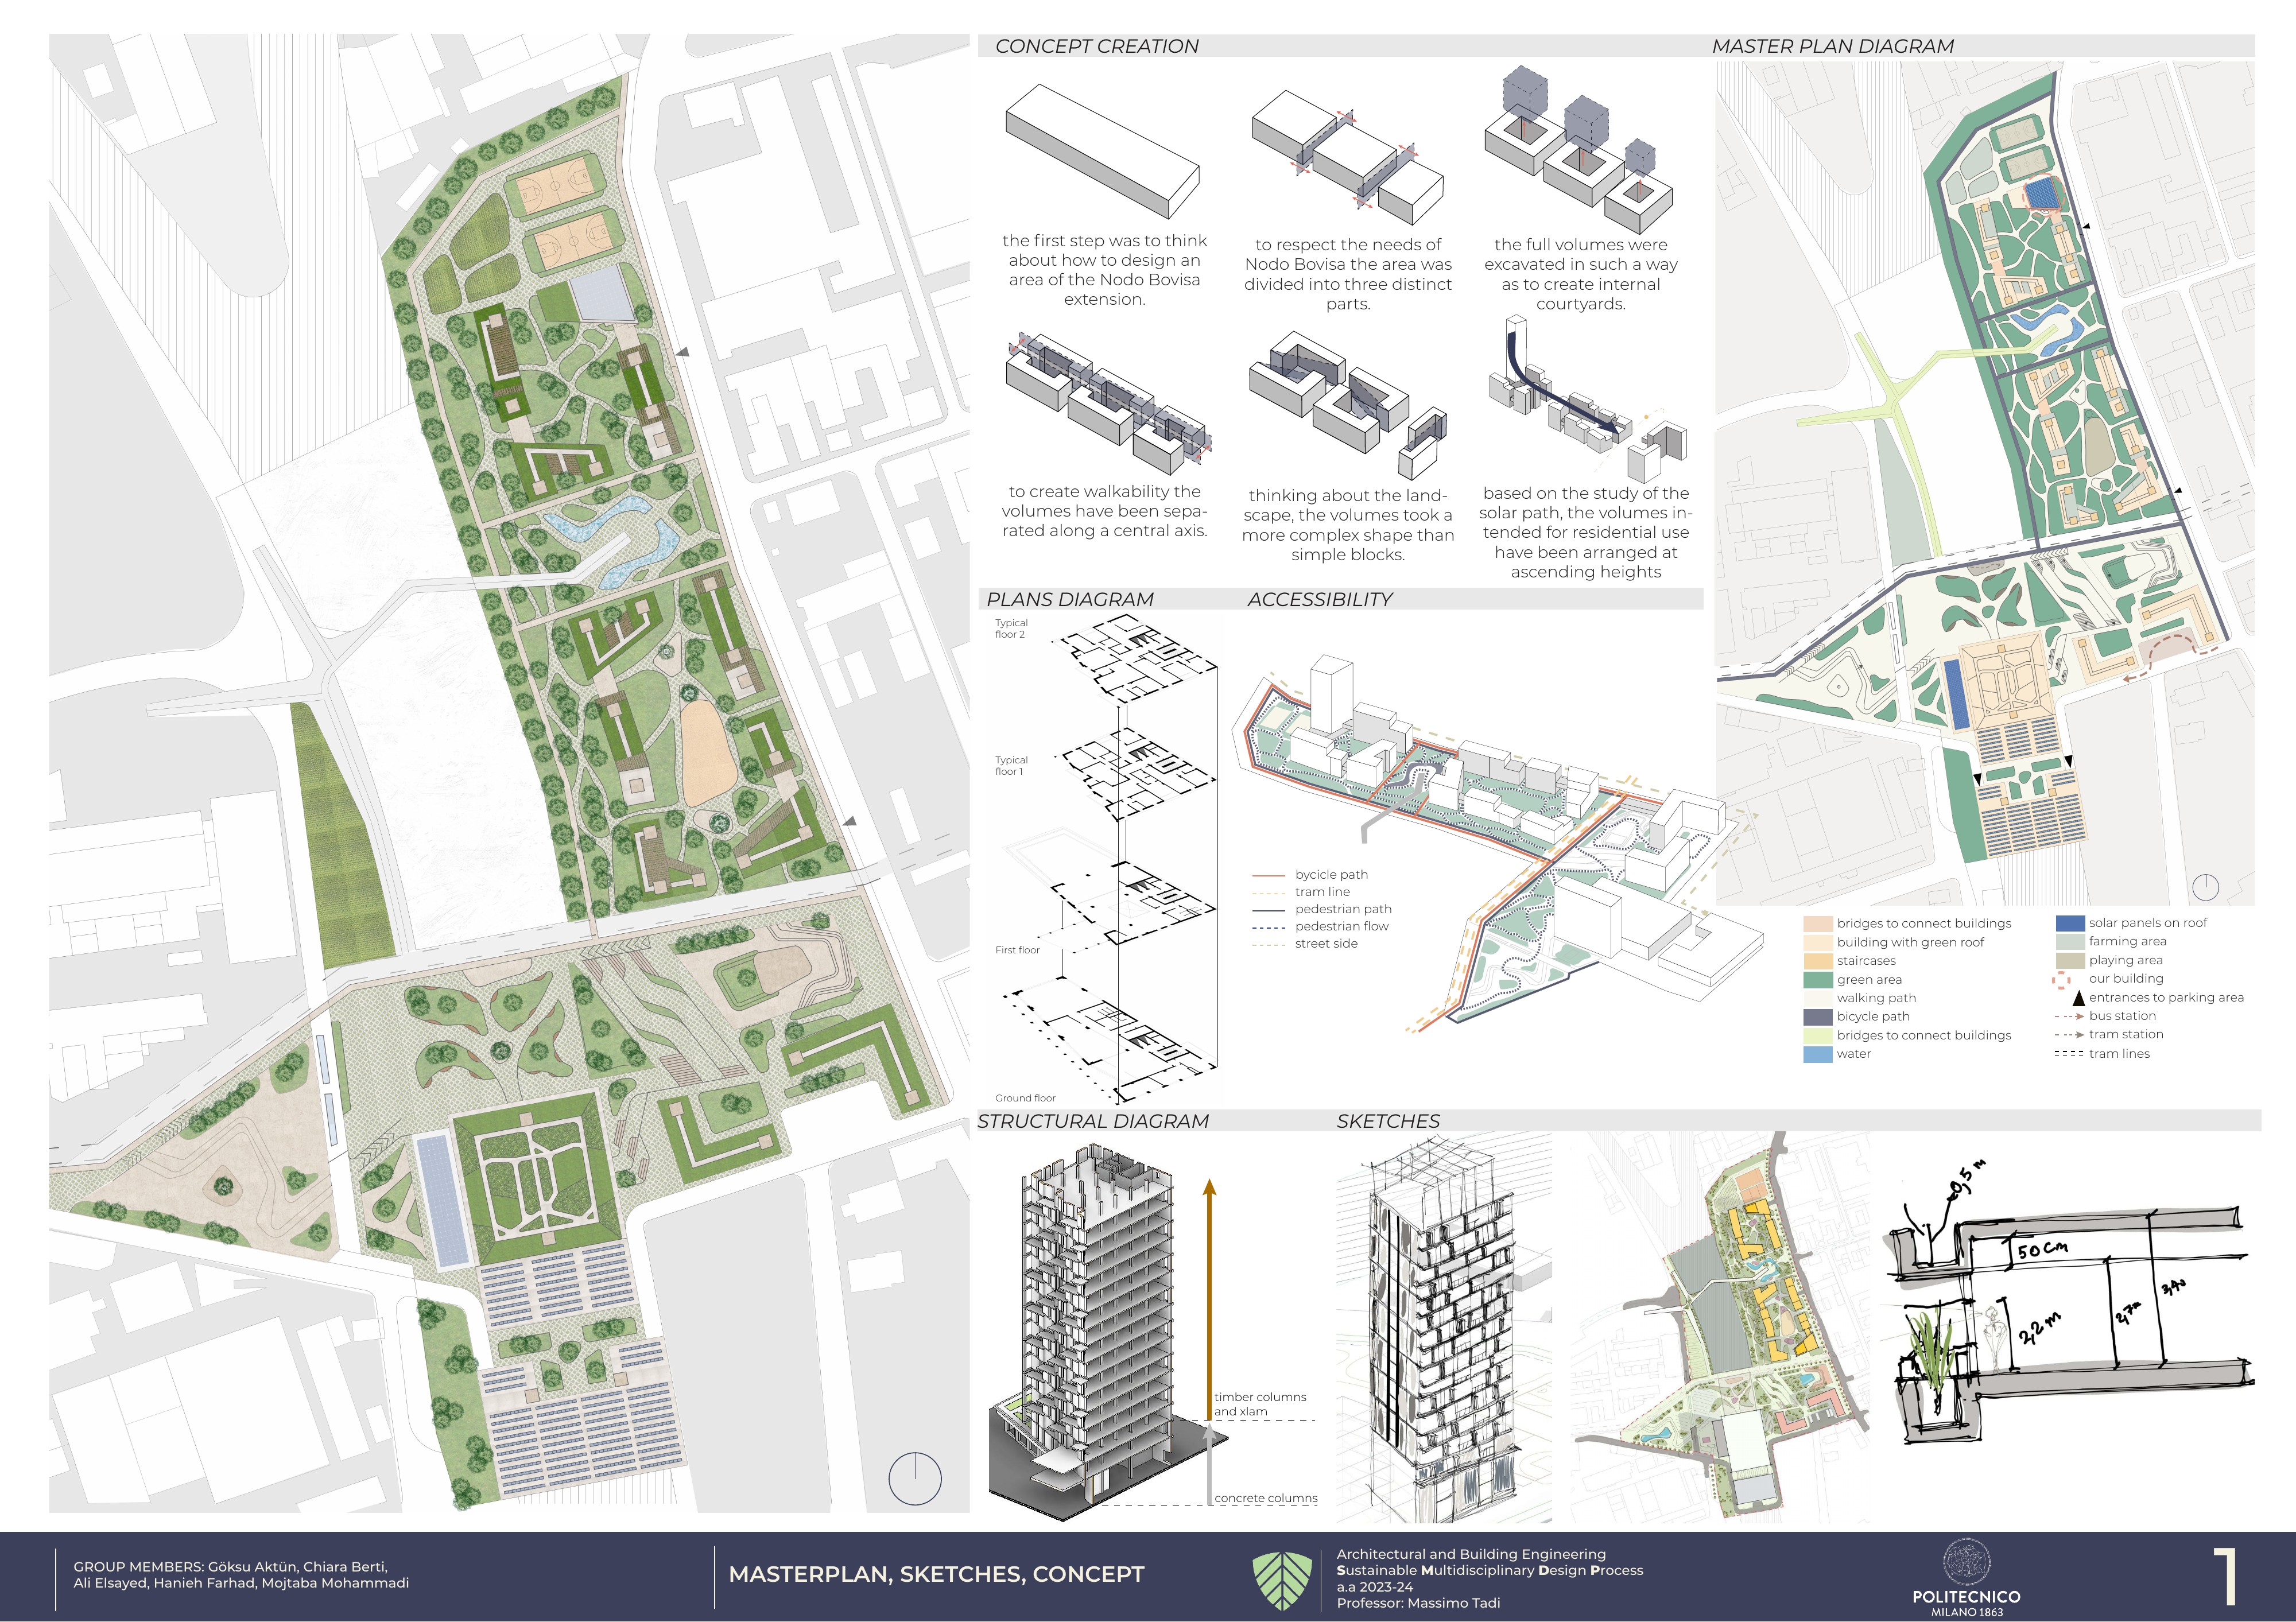 CONCEPT CREATION
MASTER PLAN DIAGRAM
the first step was to think
about how to design an
area of the Nodo Bovisa
extension.
to respect the needs of
Nodo Bovisa the area was
divided into three distinct
parts.
the full volumes were
excavated in such a way
as to create internal
courtyards.
to create walkability the
volumes have been sepa-
rated along a central axis.
thinking about the land-
scape, the volumes took a
more complex shape than
simple blocks.
based on the study of the
solar path, the volumes in-
tended for residential use
have been arranged at
ascending heights
PLANS DIAGRAM
ACCESSIBILITY
Typical
floor 2
Typical
floor 1
First floor
Ground floor
bycicle path
tram line
pedestrian path
pedestrian flow
street side
bridges to connect buildings
building with green roof
staircases
green area
walking path
bicycle path
bridges to connect buildings
water
solar panels on roof
farming area
playing area
our building
entrances to parking area
bus station
tram station
tram lines
STRUCTURAL DIAGRAM
SKETCHES
timber columns
and xlam
concrete columns
0,5 m
50 cm
2,2 m
2,7m
3,40
GROUP MEMBERS: Göksu Aktün, Chiara Berti,
Ali Elsayed, Hanieh Farhad, Mojtaba Mohammadi
MASTERPLAN, SKETCHES, CONCEPT
Architectural and Building Engineering
Sustainable Multidisciplinary Design Process
a.a 2023-24
Professor: Massimo Tadi
POLITECNICO
MILANO 1863
1